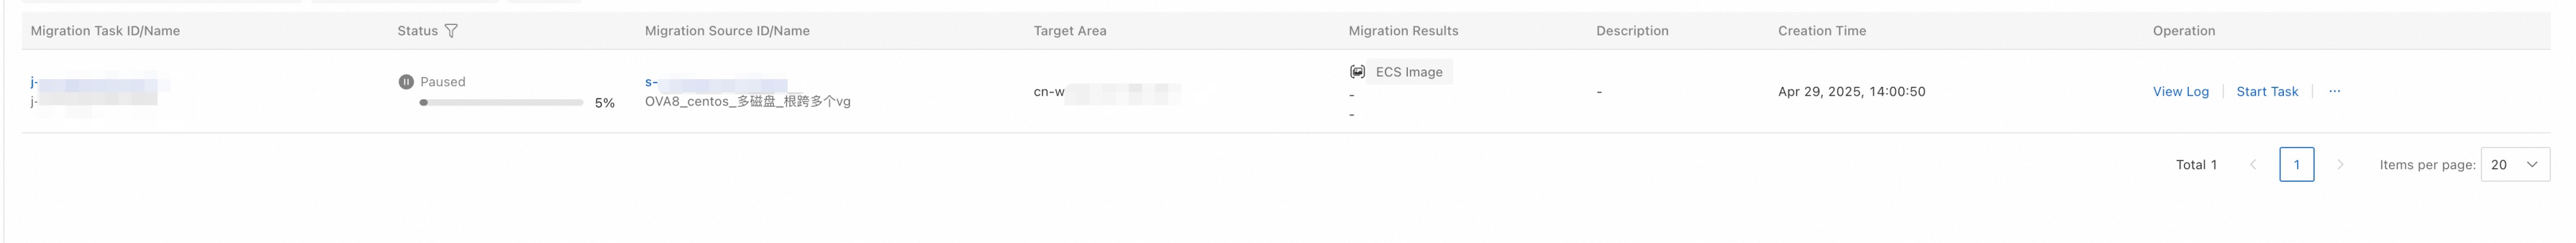 Migration Task ID/Name Status Migration Source ID/Name Target Area Migration Results Description Creation Time Operation
j-
j-
Paused
5%
s-
OVA8_centos_多磁盘_根跨多个vg
cn-w
ECS Image
-
-
-
Apr 29, 2025, 14:00:50
View Log Start Task ...
Total 1 1 Items per page: 20